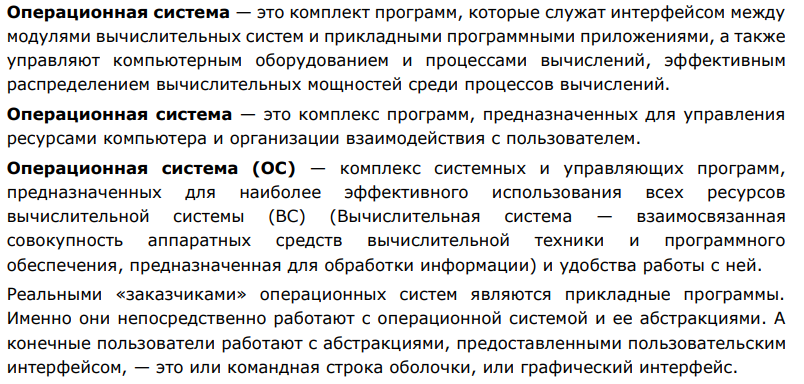 Операционная система — это комплект программ, которые служат интерфейсом между
модулями вычислительных систем и прикладными программными приложениями, а также
управляют компьютерным оборудованием и процессами вычислений, эффективным
распределением вычислительных мощностей среди процессов вычислений.
Операционная система — это комплекс программ, предназначенных для управления
ресурсами компьютера и организации взаимодействия с пользователем.
Операционная система (ОС) — комплекс системных и управляющих программ,
предназначенных для наиболее эффективного использования всех ресурсов
вычислительной системы (ВС) (Вычислительная система — взаимосвязанная
совокупность аппаратных средств вычислительной техники и программного
обеспечения, предназначенная для обработки информации) и удобства работы с ней.
Реальными «заказчиками» операционных систем являются прикладные программы.
Именно они непосредственно работают с операционной системой и ее абстракциями. А
конечные пользователи работают с абстракциями, предоставленными пользовательским
интерфейсом, — это или командная строка оболочки, или графический интерфейс.